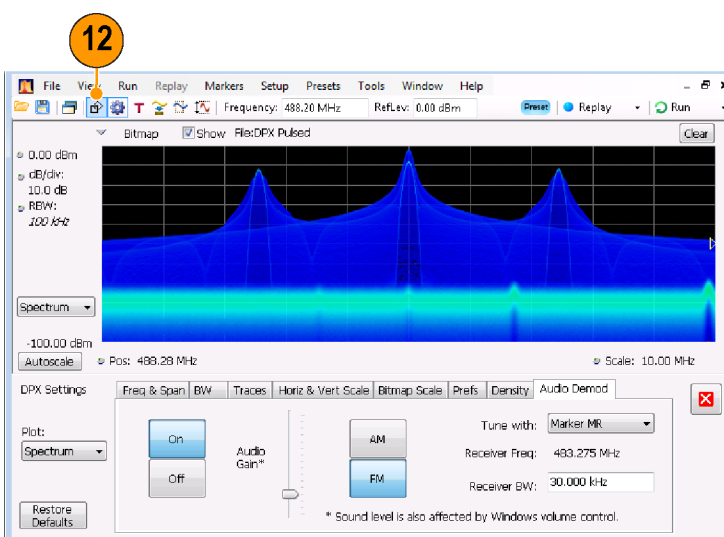 12
File View Run Replay Markers Setup Presets Tools Window Help
T Frequency: 488.20 MHz RefLev: 0.00 dBm Preset Replay Run
Bitmap Show File:DPX Pulsed Clear
0.00 dBm
dB/div:
10.0 dB
RBW:
100 kHz
Spectrum
-100.00 dBm
Autoscale Pos: 488.28 MHz Scale: 10.00 MHz
DPX Settings Freq & Span BW Traces Horiz & Vert Scale Bitmap Scale Prefs Density Audio Demod
Plot:
Spectrum
Restore
Defaults
On
Off
Audio
Gain*
AM
FM
Tune with: Marker MR
Receiver Freq: 483.275 MHz
Receiver BW: 30.000 kHz
* Sound level is also affected by Windows volume control.